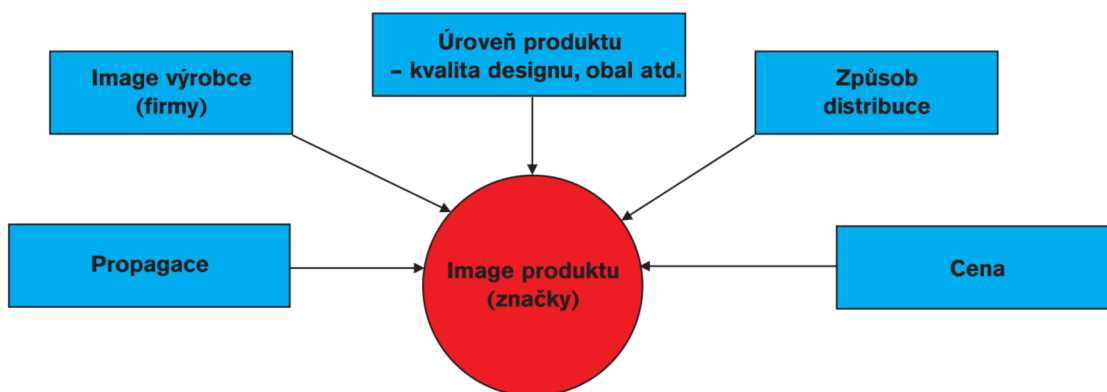 Úroveň produktu
– kvalita designu, obal atd.
Image výrobce
(firmy)
Způsob
distribuce
Propagace
Image produktu
(značky)
Cena